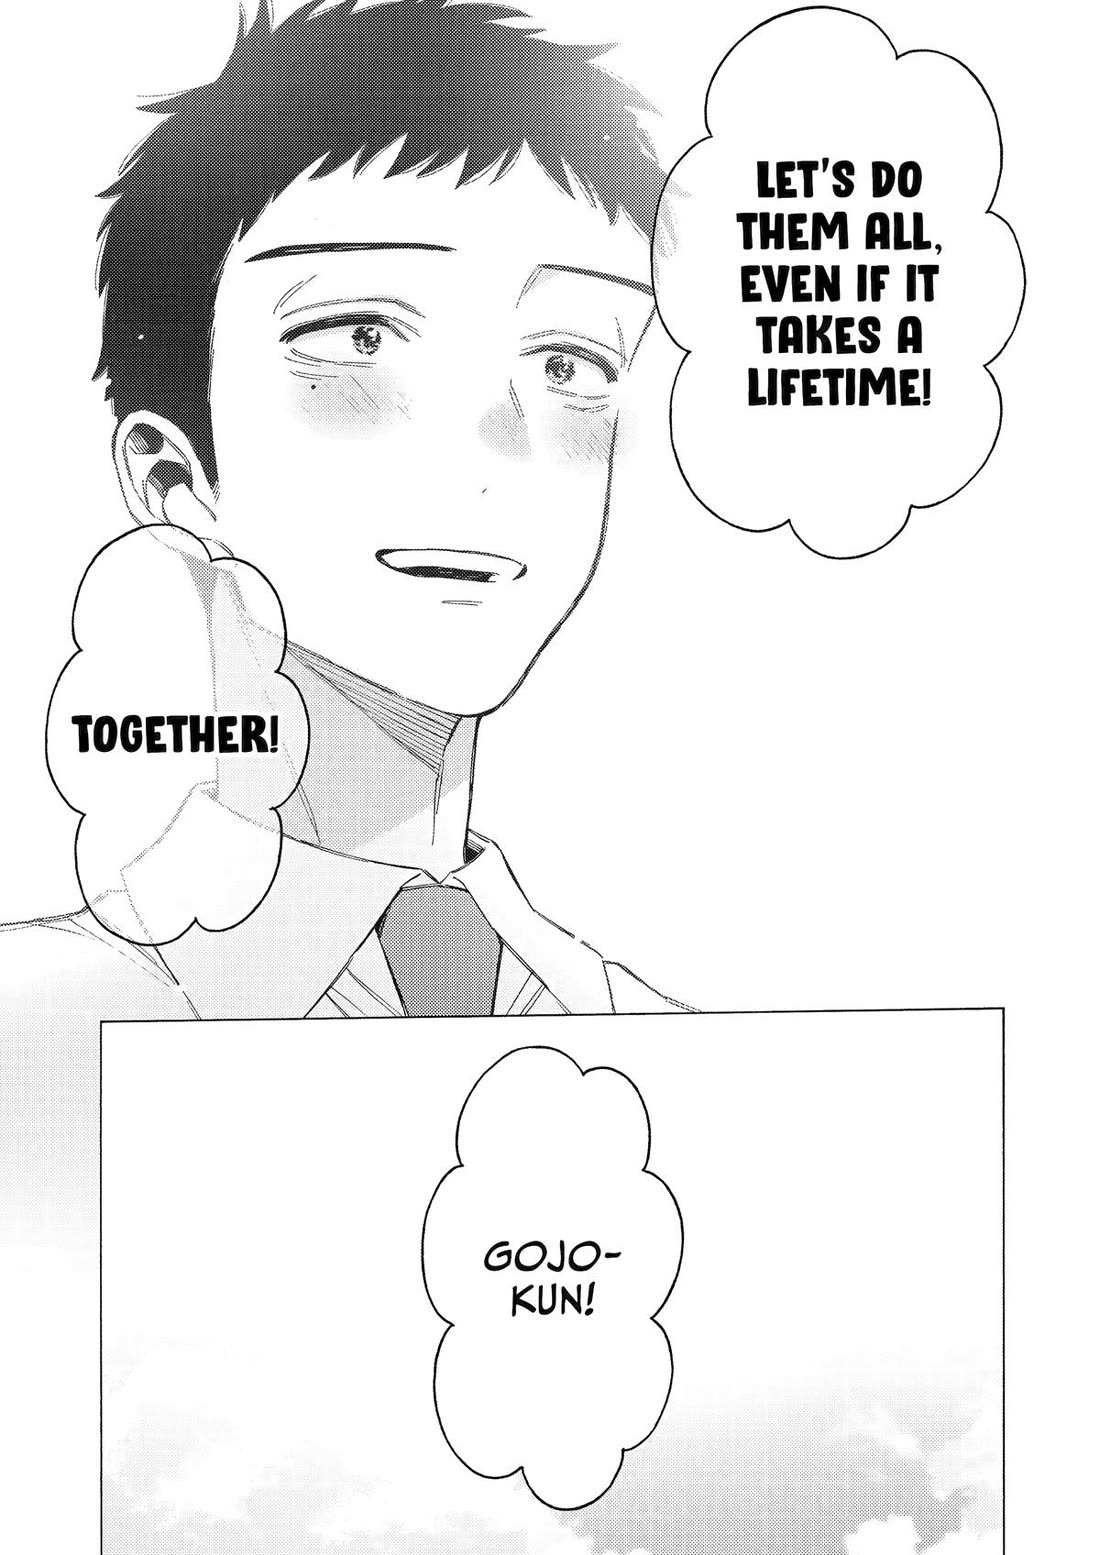 LET'S DO
THEM ALL,
EVEN IF IT
TAKES A
LIFETIME!
TOGETHER!
GOJO-
KUN!